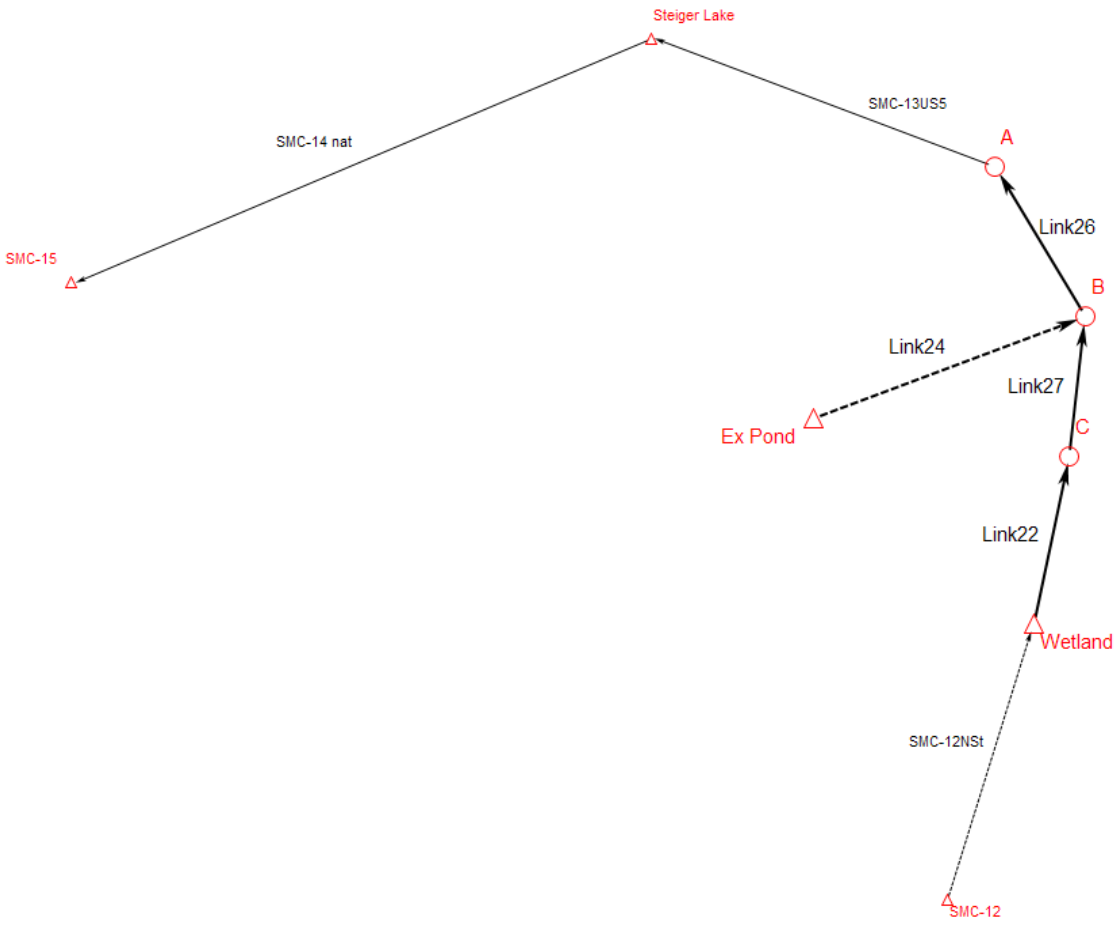 Steiger Lake
SMC-13US5
A
SMC-14 nat
Link26
SMC-15
B
Link24
Link27
C
Ex Pond
Link22
Wetland
SMC-12NSt
SMC-12